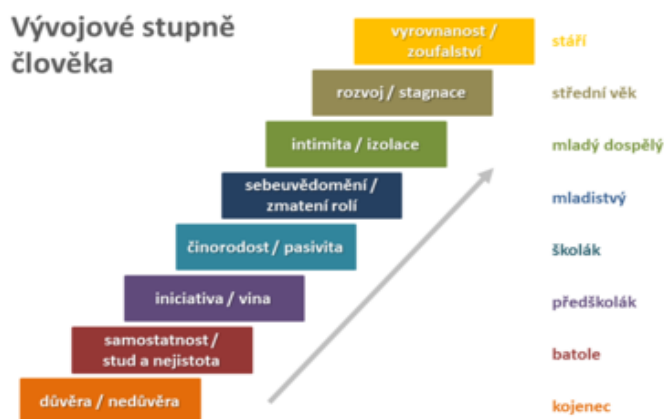 Vývojové stupně
člověka
vyrovnanost /
zoufalství
stáří
rozvoj / stagnace
střední věk
intimita / izolace
mladý dospělý
sebeuvědomění /
zmatení rolí
mladistvý
činorodost / pasivita
školák
iniciativa / vina
předškolák
samostatnost /
stud a nejistota
batole
důvěra / nedůvěra
kojenec